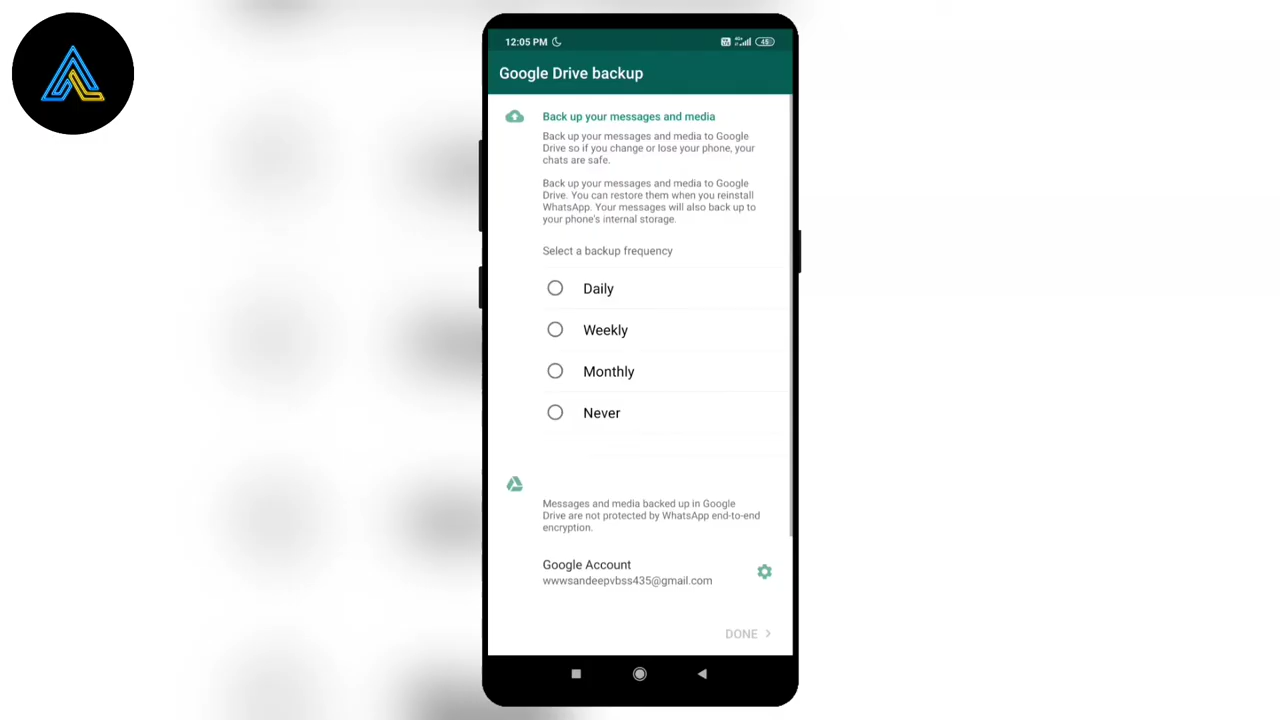 12:05 PM
45
Google Drive backup
Back up your messages and media
Back up your messages and media to Google
Drive so if you change or lose your phone, your
chats are safe.
Back up your messages and media to Google
Drive. You can restore them when you reinstall
WhatsApp. Your messages will also back up to
your phone's internal storage.
Select a backup frequency
Daily
Weekly
Monthly
Never
Messages and media backed up in Google
Drive are not protected by WhatsApp end-to-end
encryption.
Google Account
wwwsandeepvbss435@gmail.com
DONE